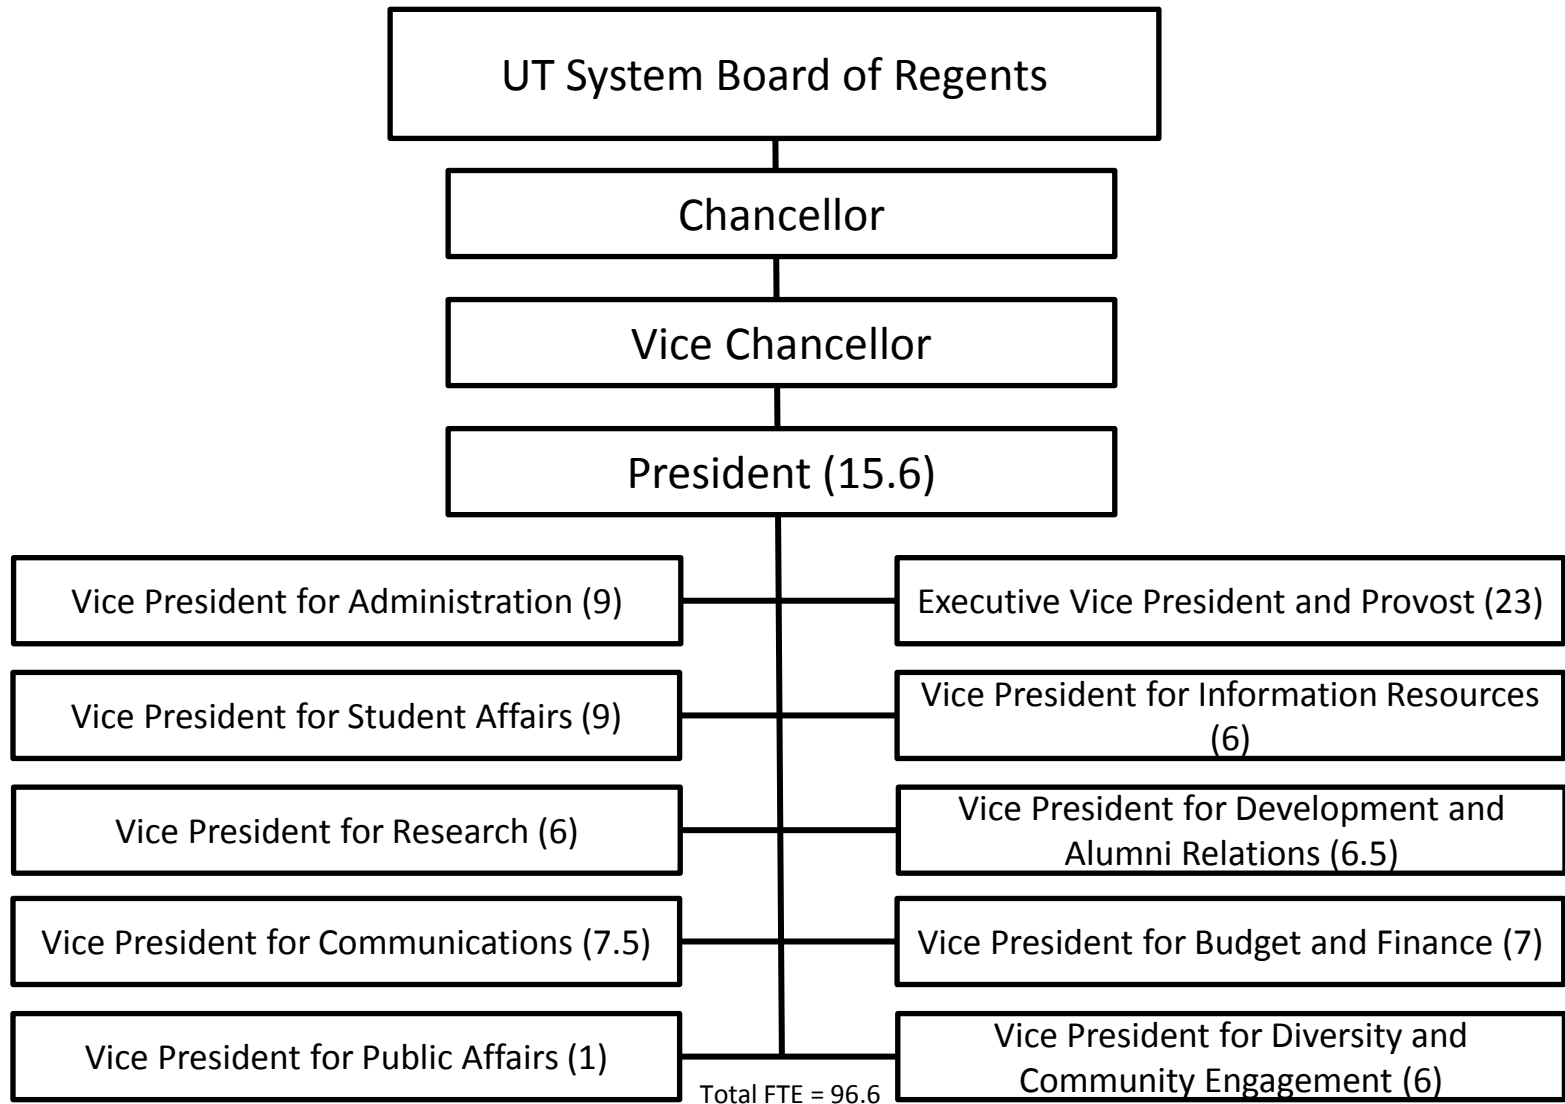 UT System Board of Regents
Chancellor
Vice Chancellor
President (15.6)
Vice President for Administration (9)
Executive Vice President and Provost (23)
Vice President for Student Affairs (9)
Vice President for Information Resources
(6)
Vice President for Research (6)
Vice President for Development and
Alumni Relations (6.5)
Vice President for Communications (7.5)
Vice President for Budget and Finance (7)
Vice President for Public Affairs (1)
Vice President for Diversity and
Community Engagement (6)
Total FTE = 96.6